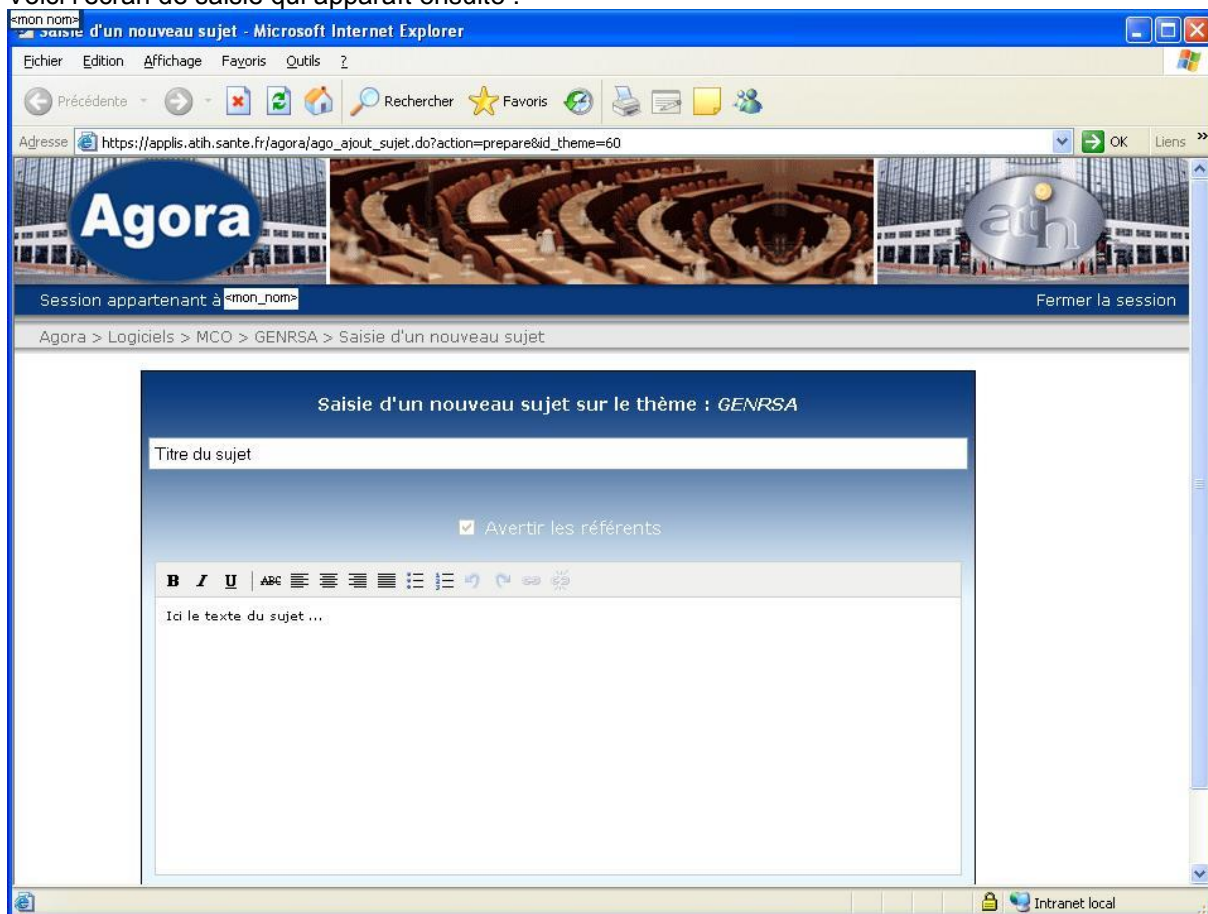 Voici l'écran de saisie qui apparaît ensuite :
<mon nom>
Saisie d'un nouveau sujet - Microsoft Internet Explorer
Fichier Edition Affichage Favoris Outils ?
Précédente Rechercher Favoris
Adresse https://applis.atih.sante.fr/agora/ago_ajout_sujet.do?action=prepare&id_theme=60 OK Liens »
Agora atih
Session appartenant à <mon_nom> Fermer la session
Agora > Logiciels > MCO > GENRSA > Saisie d'un nouveau sujet
Saisie d'un nouveau sujet sur le thème : GENRSA
Titre du sujet
Avertir les référents
B I U ABC
Ici le texte du sujet ...
Intranet local